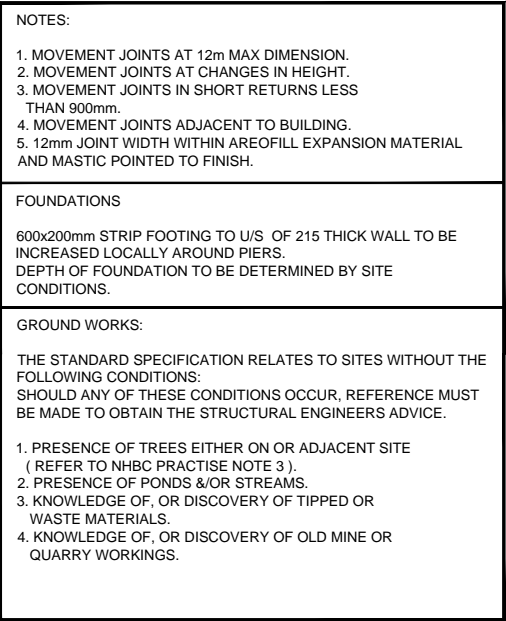 NOTES:
1. MOVEMENT JOINTS AT 12m MAX DIMENSION.
2. MOVEMENT JOINTS AT CHANGES IN HEIGHT.
3. MOVEMENT JOINTS IN SHORT RETURNS LESS
THAN 900mm.
4. MOVEMENT JOINTS ADJACENT TO BUILDING.
5. 12mm JOINT WIDTH WITHIN AREOFILL EXPANSION MATERIAL
AND MASTIC POINTED TO FINISH.
FOUNDATIONS
600x200mm STRIP FOOTING TO U/S OF 215 THICK WALL TO BE
INCREASED LOCALLY AROUND PIERS.
DEPTH OF FOUNDATION TO BE DETERMINED BY SITE
CONDITIONS.
GROUND WORKS:
THE STANDARD SPECIFICATION RELATES TO SITES WITHOUT THE
FOLLOWING CONDITIONS:
SHOULD ANY OF THESE CONDITIONS OCCUR, REFERENCE MUST
BE MADE TO OBTAIN THE STRUCTURAL ENGINEERS ADVICE.
1. PRESENCE OF TREES EITHER ON OR ADJACENT SITE
( REFER TO NHBC PRACTISE NOTE 3 ).
2. PRESENCE OF PONDS &/OR STREAMS.
3. KNOWLEDGE OF, OR DISCOVERY OF TIPPED OR
WASTE MATERIALS.
4. KNOWLEDGE OF, OR DISCOVERY OF OLD MINE OR
QUARRY WORKINGS.